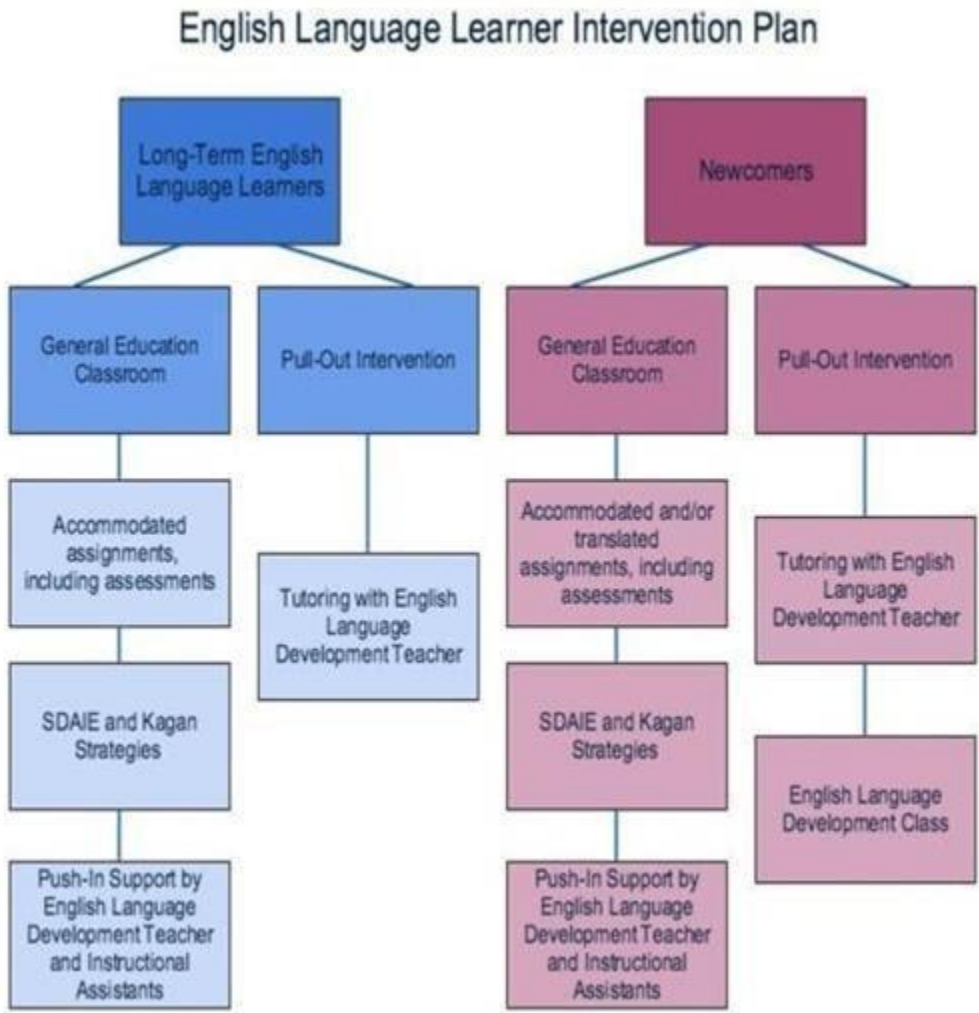 English Language Learner Intervention Plan
Long-Term English
Language Learners
Newcomers
General Education
Classroom
Pull-Out Intervention
General Education
Classroom
Pull-Out Intervention
Accommodated
assignments,
including assessments
Tutoring with English
Language
Development Teacher
Accommodated and/or
translated
assignments, including
assessments
Tutoring with English
Language
Development Teacher
SDAIE and Kagan
Strategies
SDAIE and Kagan
Strategies
English Language
Development Class
Push-In Support by
English Language
Development Teacher
and Instructional
Assistants
Push-In Support by
English Language
Development Teacher
and Instructional
Assistants